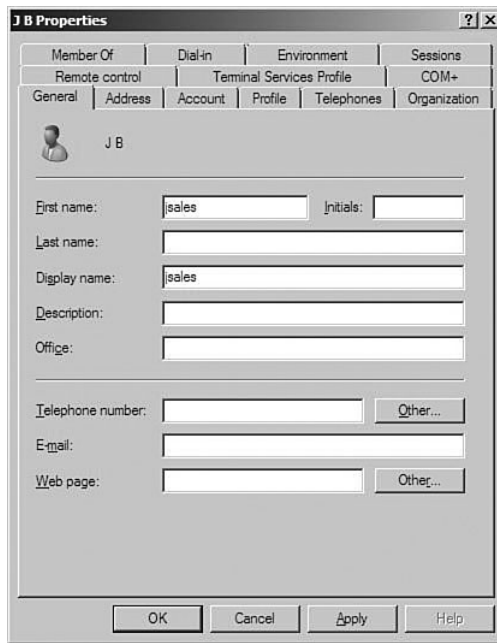 J B Properties ? X
Member Of Dial-in Environment Sessions
Remote control Terminal Services Profile COM+
General Address Account Profile Telephones Organization
J B
First name: jsales Initials:
Last name:
Display name: jsales
Description:
Office:
Telephone number: Other...
E-mail:
Web page: Other...
OK Cancel Apply Help